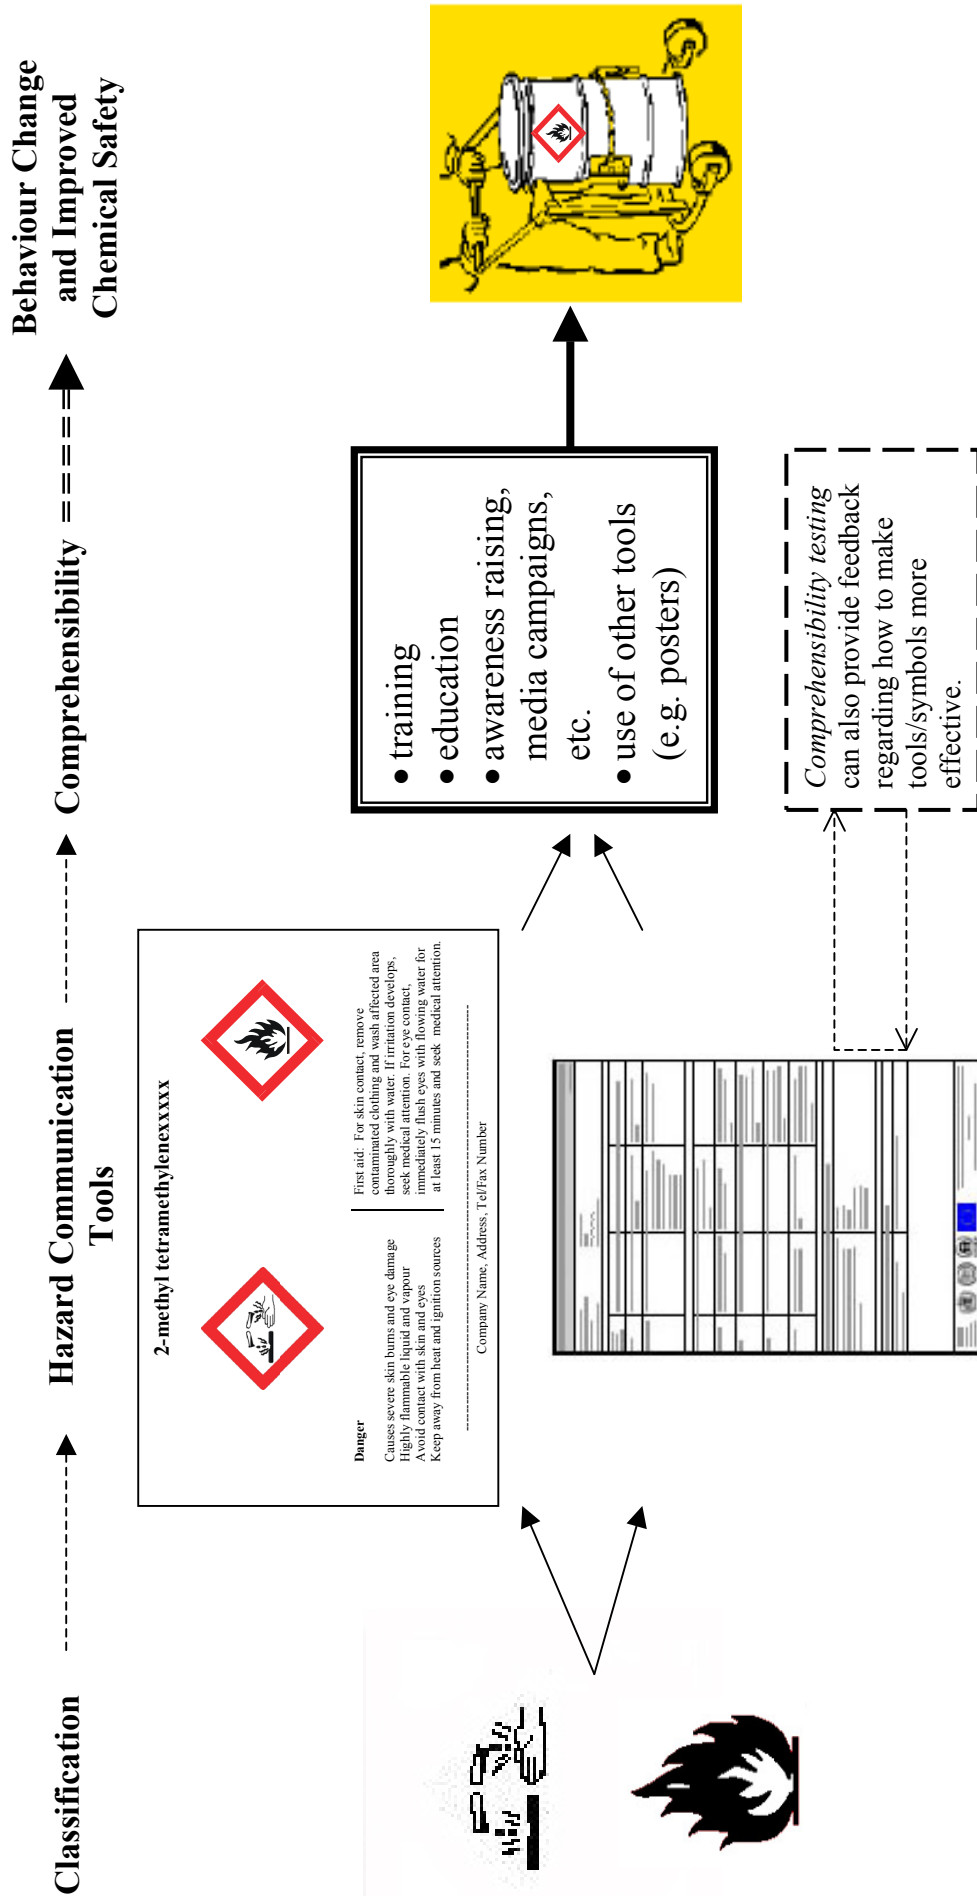 Classification
Hazard Communication
Tools
Comprehensibility
Behaviour Change
and Improved
Chemical Safety
2-methyl tetramethylenexxxxx
Danger
Causes severe skin burns and eye damage
Highly flammable liquid and vapour
Avoid contact with skin and eyes
Keep away from heat and ignition sources
First aid: For skin contact, remove
contaminated clothing and wash affected area
thoroughly with water. If irritation develops,
seek medical attention. For eye contact,
immediately flush eyes with flowing water for
at least 15 minutes and seek medical attention.
Company Name, Address, Tel/Fax Number
• training
• education
• awareness raising,
media campaigns,
etc.
• use of other tools
(e.g. posters)
Comprehensibility testing
can also provide feedback
regarding how to make
tools/symbols more
effective.